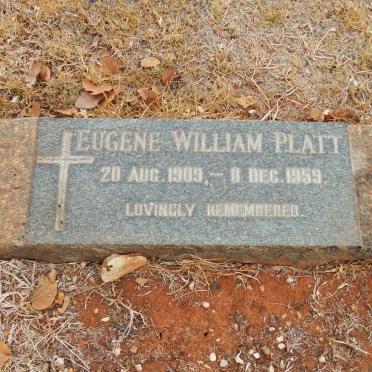 EUGENE WILLIAM PLATT
20 AUG. 1909, – 8 DEC. 1959.
LOVINGLY REMEMBERED.